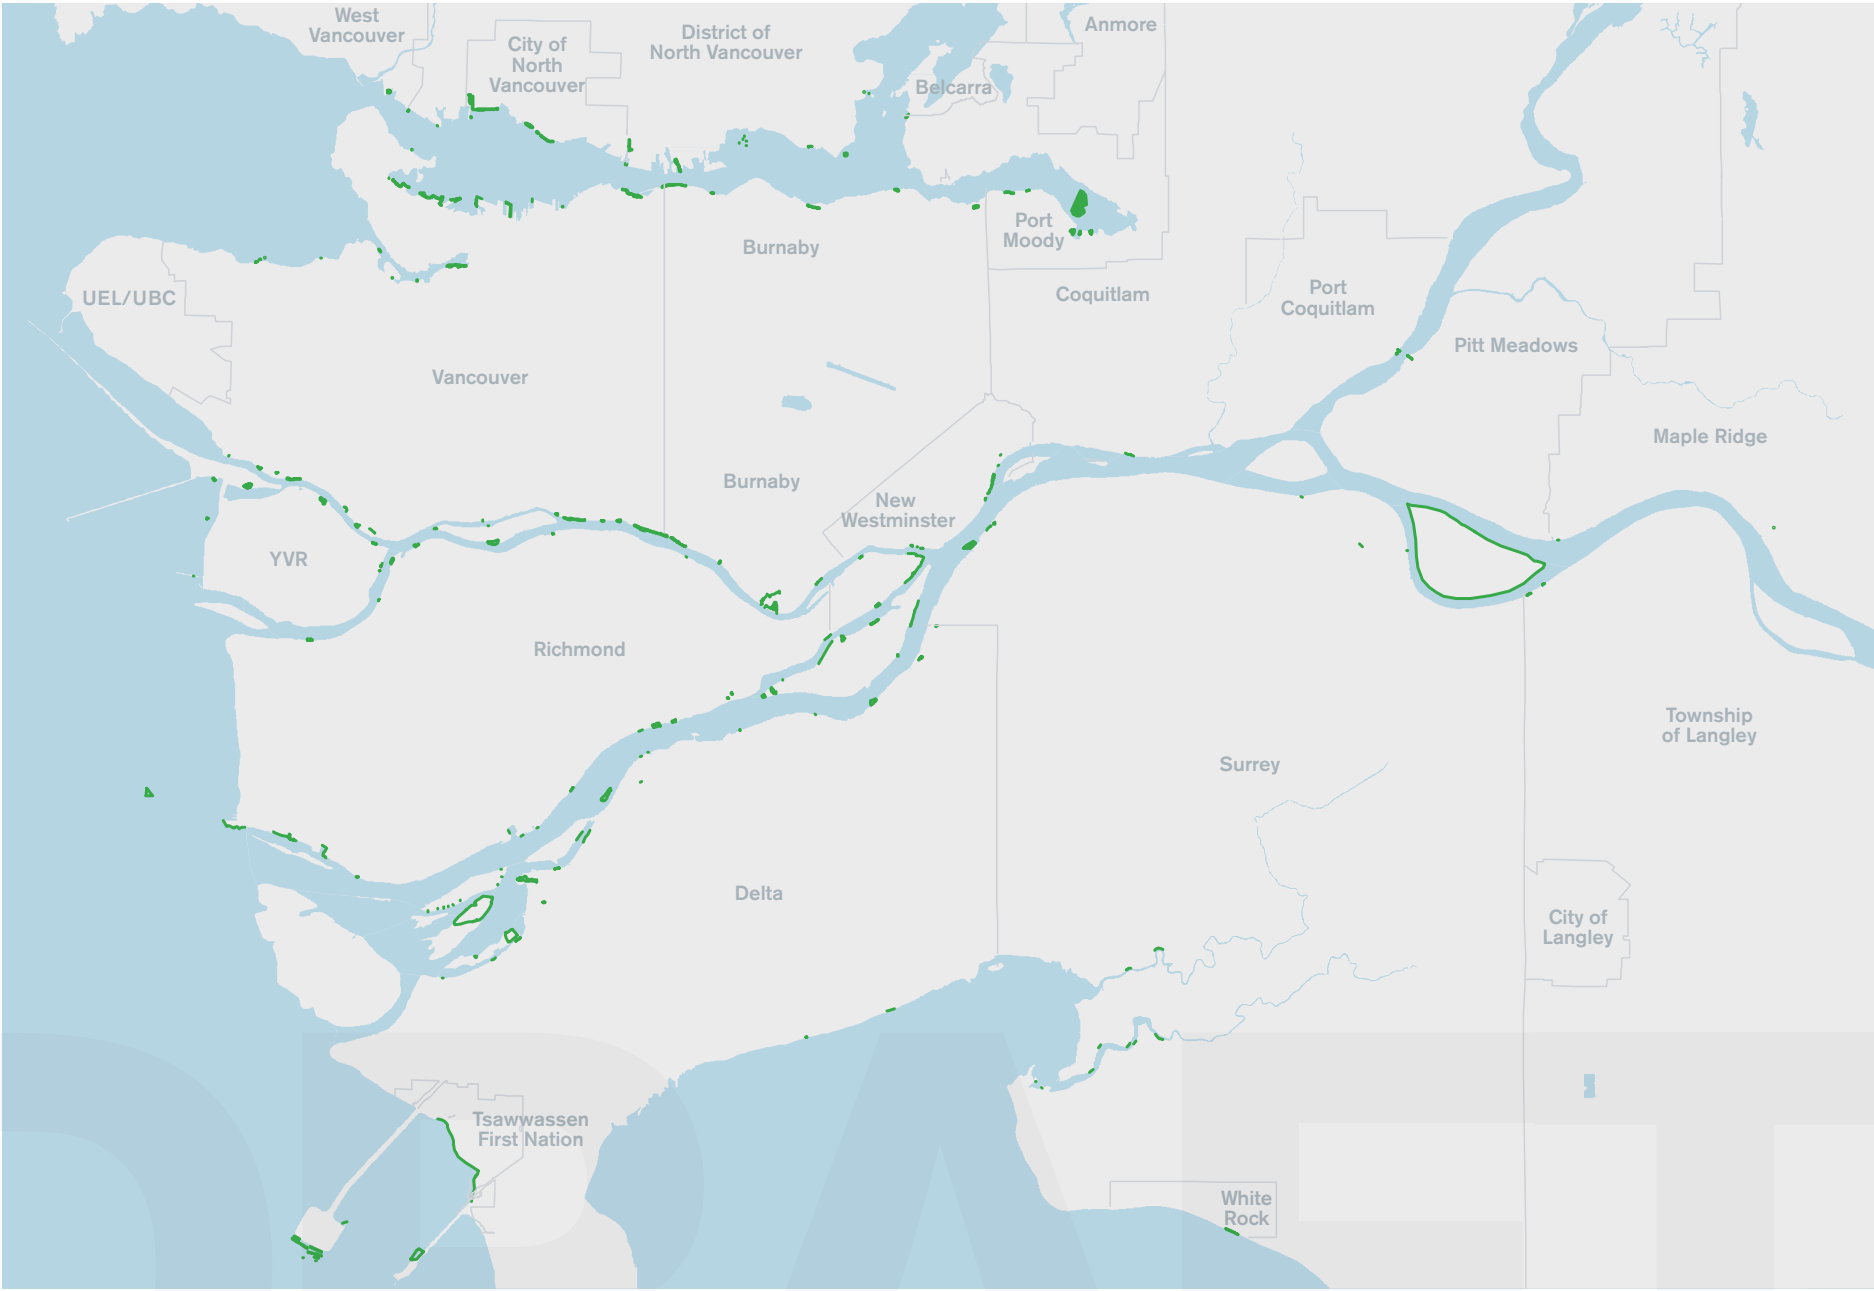 West
Vancouver
City of
North
Vancouver
District of
North Vancouver
Anmore
Belcarra
Port
Moody
Burnaby
UEL/UBC
Coquitlam
Port
Coquitlam
Pitt Meadows
Vancouver
Maple Ridge
Burnaby
New
Westminster
YVR
Richmond
Township
of Langley
Surrey
Delta
City of
Langley
Tsawwassen
First Nation
White
Rock
DRAFT